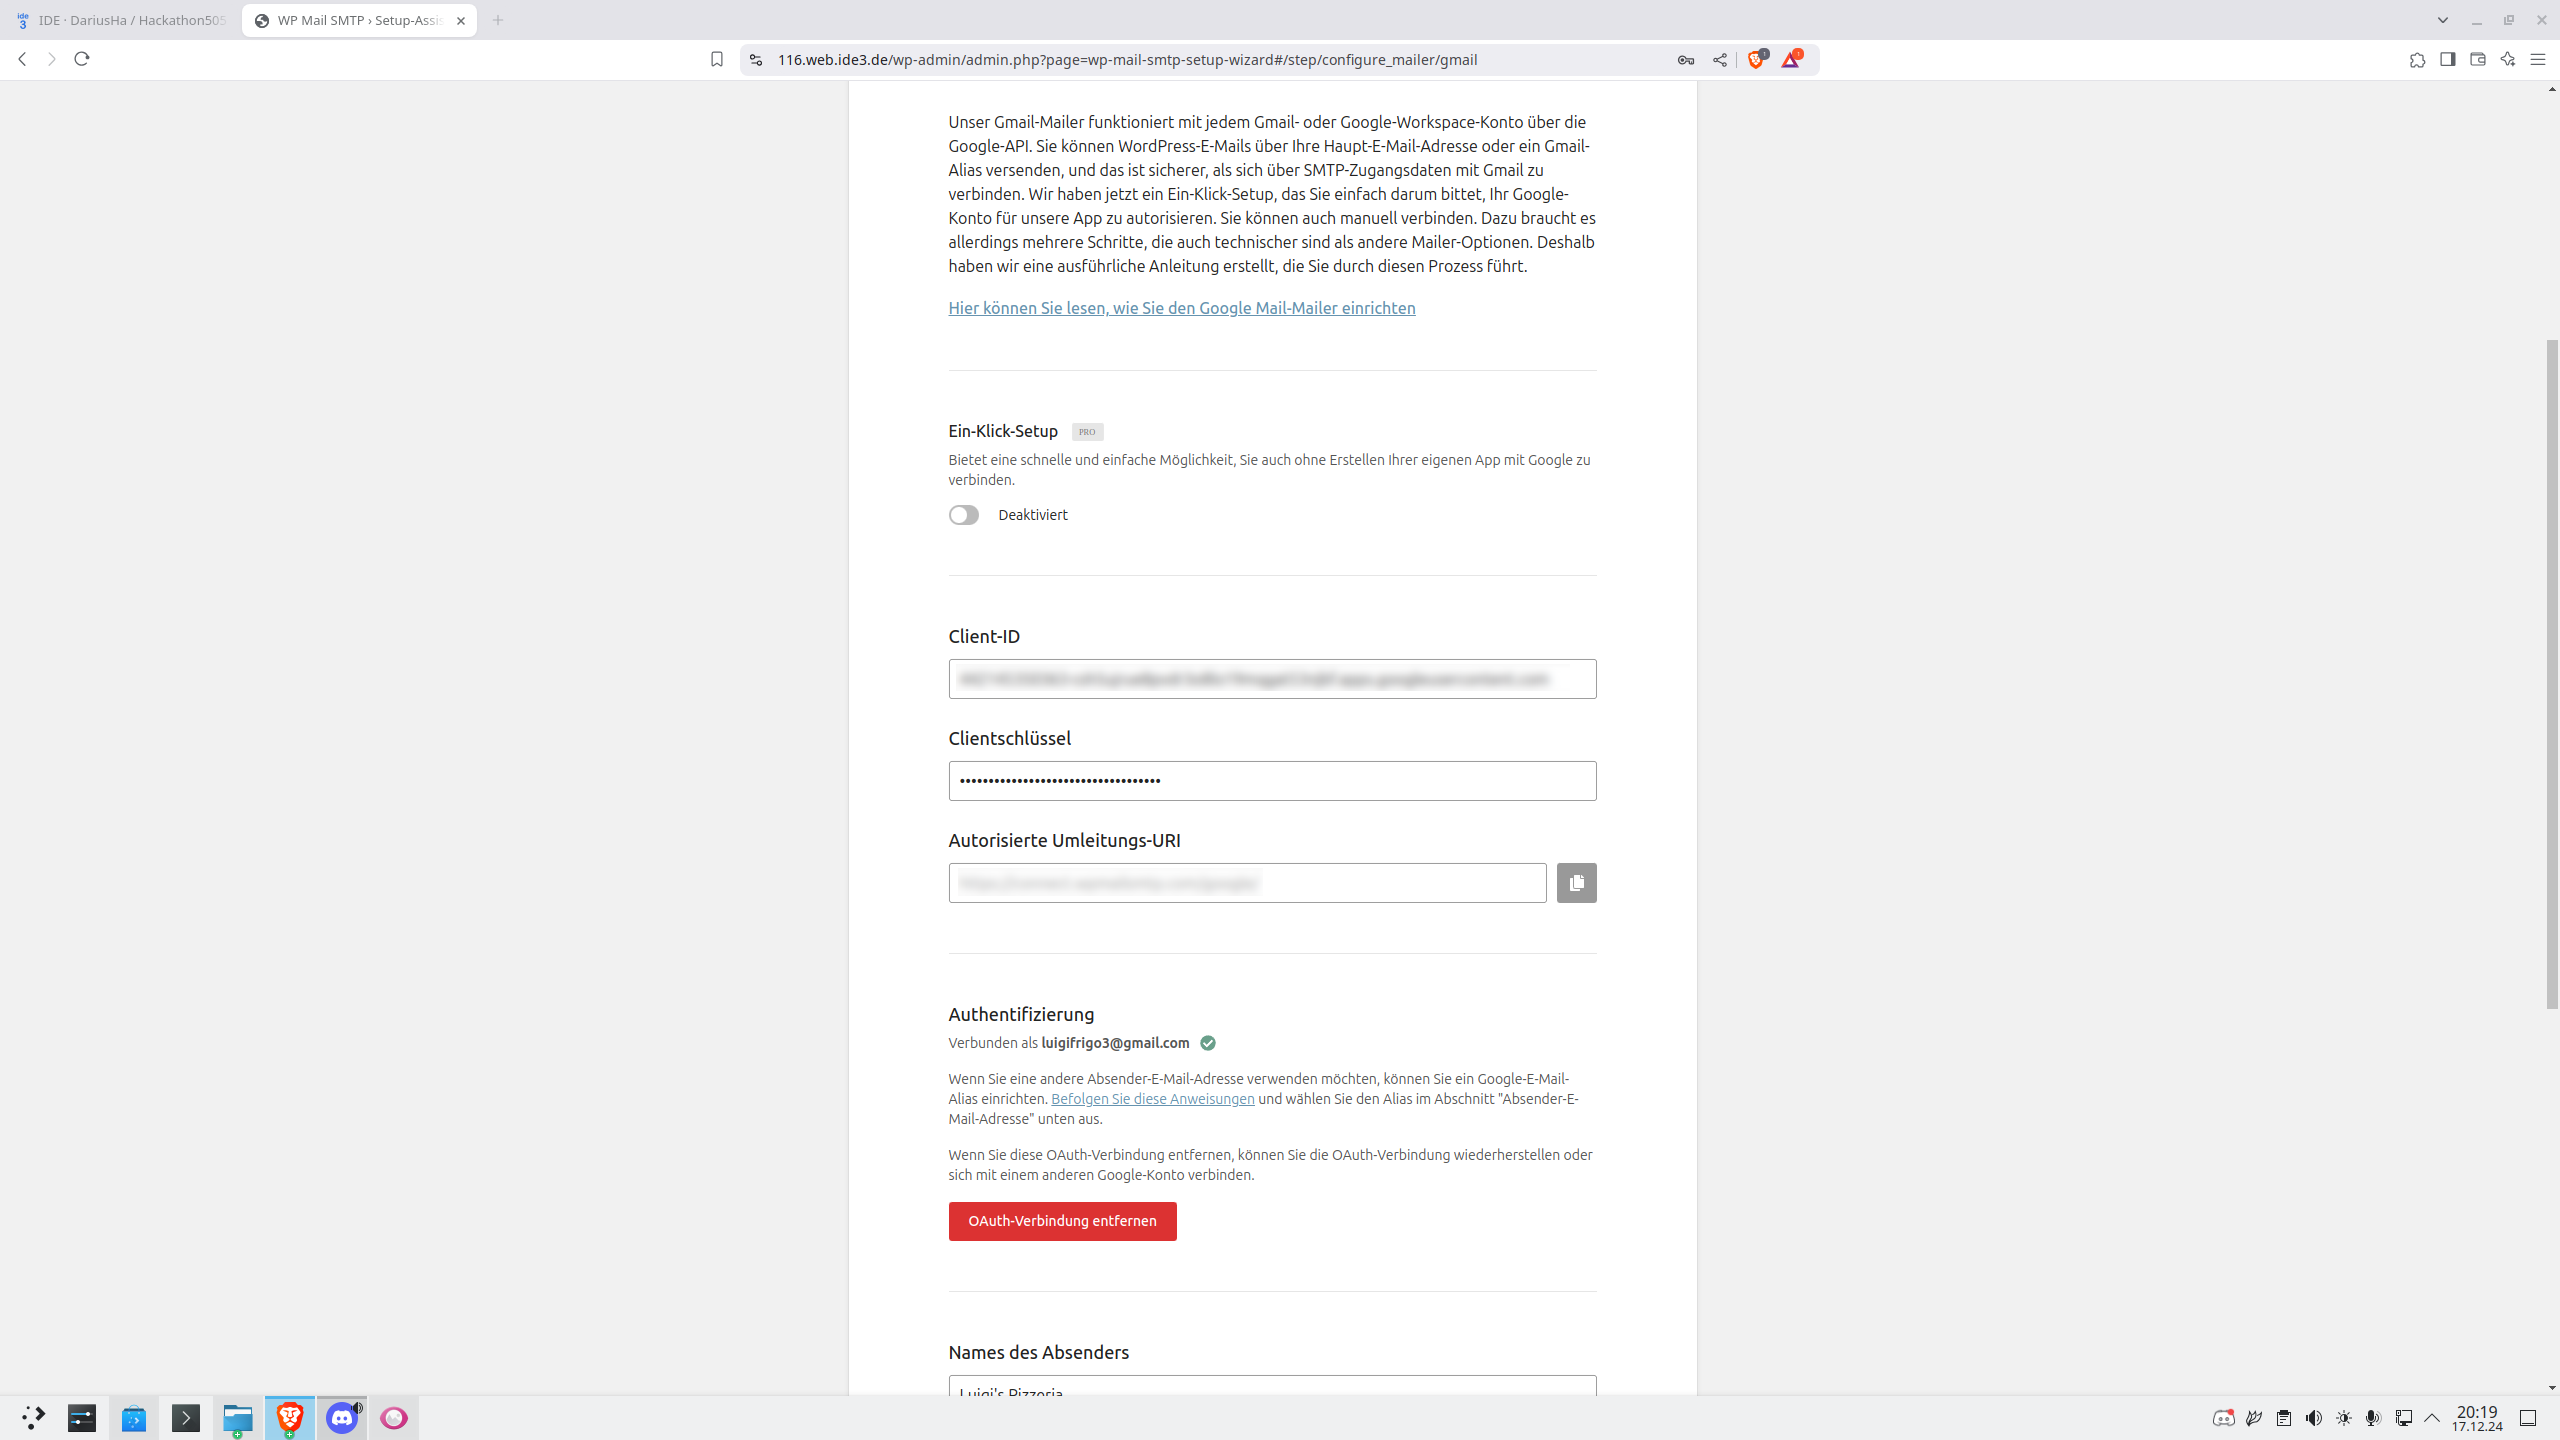 IDE · DariusHa / Hackathon505
WP Mail SMTP › Setup-Assis
116.web.ide3.de/wp-admin/admin.php?page=wp-mail-smtp-setup-wizard#/step/configure_mailer/gmail
Unser Gmail-Mailer funktioniert mit jedem Gmail- oder Google-Workspace-Konto über die
Google-API. Sie können WordPress-E-Mails über Ihre Haupt-E-Mail-Adresse oder ein Gmail-
Alias versenden, und das ist sicherer, als sich über SMTP-Zugangsdaten mit Gmail zu
verbinden. Wir haben jetzt ein Ein-Klick-Setup, das Sie einfach darum bittet, Ihr Google-
Konto für unsere App zu autorisieren. Sie können auch manuell verbinden. Dazu braucht es
allerdings mehrere Schritte, die auch technischer sind als andere Mailer-Optionen. Deshalb
haben wir eine ausführliche Anleitung erstellt, die Sie durch diesen Prozess führt.
Hier können Sie lesen, wie Sie den Google Mail-Mailer einrichten
Ein-Klick-Setup PRO
Bietet eine schnelle und einfache Möglichkeit, Sie auch ohne Erstellen Ihrer eigenen App mit Google zu
verbinden.
Deaktiviert
Client-ID
Clientschlüssel
Autorisierte Umleitungs-URI
Authentifizierung
Verbunden als luigifrigo3@gmail.com
Wenn Sie eine andere Absender-E-Mail-Adresse verwenden möchten, können Sie ein Google-E-Mail-
Alias einrichten. Befolgen Sie diese Anweisungen und wählen Sie den Alias im Abschnitt "Absender-E-
Mail-Adresse" unten aus.
Wenn Sie diese OAuth-Verbindung entfernen, können Sie die OAuth-Verbindung wiederherstellen oder
sich mit einem anderen Google-Konto verbinden.
OAuth-Verbindung entfernen
Names des Absenders
Luigi's Pizzeria
20:19
17.12.24